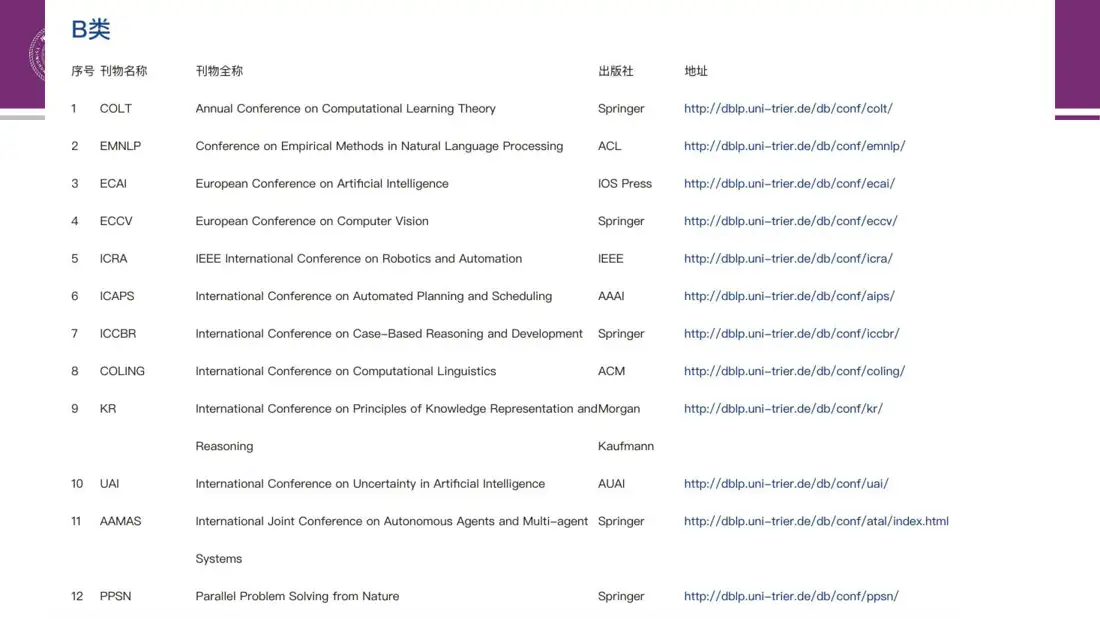 B类
序号 刊物名称 刊物全称 出版社 地址
1 COLT Annual Conference on Computational Learning Theory Springer http://dblp.uni-trier.de/db/conf/colt/
2 EMNLP Conference on Empirical Methods in Natural Language Processing ACL http://dblp.uni-trier.de/db/conf/emnlp/
3 ECAI European Conference on Artificial Intelligence IOS Press http://dblp.uni-trier.de/db/conf/ecai/
4 ECCV European Conference on Computer Vision Springer http://dblp.uni-trier.de/db/conf/eccv/
5 ICRA IEEE International Conference on Robotics and Automation IEEE http://dblp.uni-trier.de/db/conf/icra/
6 ICAPS International Conference on Automated Planning and Scheduling AAAI http://dblp.uni-trier.de/db/conf/aips/
7 ICCBR International Conference on Case-Based Reasoning and Development Springer http://dblp.uni-trier.de/db/conf/iccbr/
8 COLING International Conference on Computational Linguistics ACM http://dblp.uni-trier.de/db/conf/coling/
9 KR International Conference on Principles of Knowledge Representation and Morgan http://dblp.uni-trier.de/db/conf/kr/
Reasoning Kaufmann
10 UAI International Conference on Uncertainty in Artificial Intelligence AUAI http://dblp.uni-trier.de/db/conf/uai/
11 AAMAS International Joint Conference on Autonomous Agents and Multi-agent Springer http://dblp.uni-trier.de/db/conf/atal/index.html
Systems
12 PPSN Parallel Problem Solving from Nature Springer http://dblp.uni-trier.de/db/conf/ppsn/